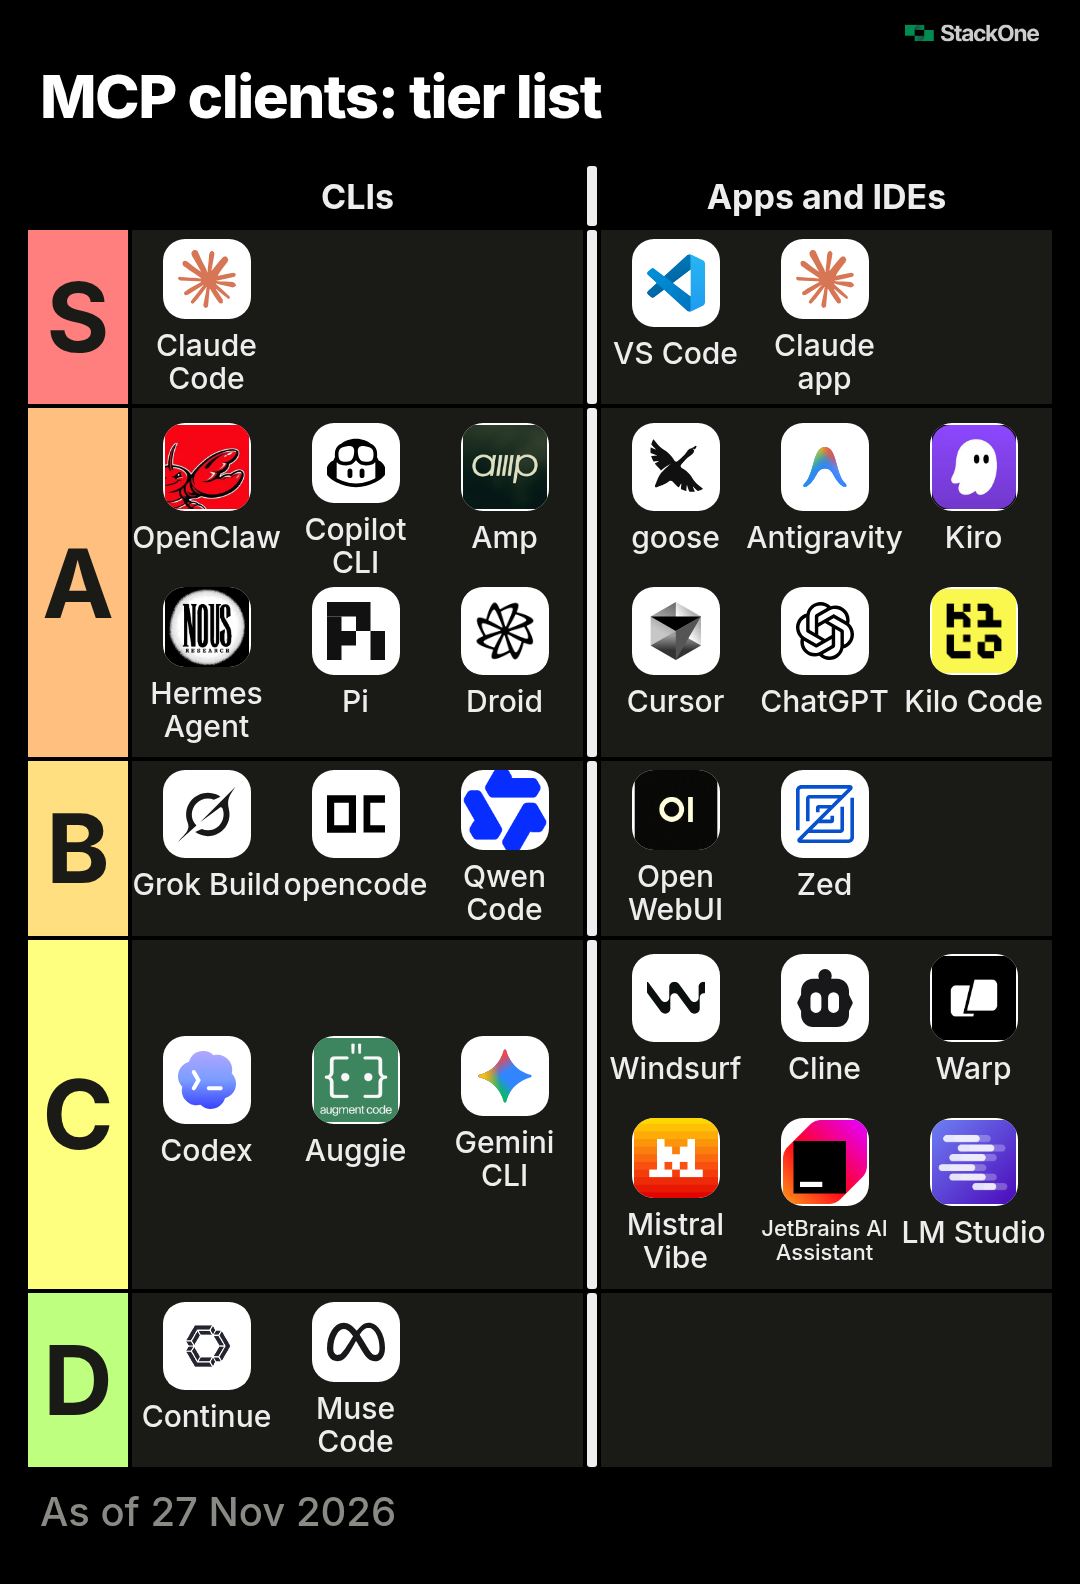 StackOne
MCP clients: tier list
CLIs
Apps and IDEs
S
Claude
Code
VS Code
Claude
app
A
OpenClaw
Copilot
CLI
amp
Amp
goose
Antigravity
Kiro
NOUS
RESEARCH
Hermes
Agent
Pi
Droid
Cursor
ChatGPT
KILO
Kilo Code
B
Grok Build
OC
opencode
Qwen
Code
OI
Open
WebUI
Zed
C
Codex
augment code
Auggie
Gemini
CLI
Windsurf
Cline
Warp
Mistral
Vibe
JetBrains AI
Assistant
LM Studio
D
Continue
Muse
Code
As of 27 Nov 2026